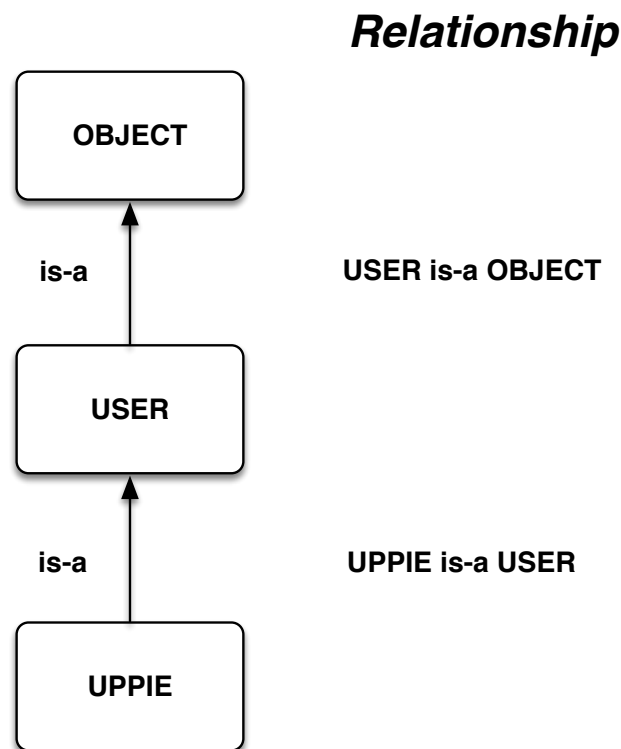 Relationship
OBJECT
is-a
USER is-a OBJECT
USER
is-a
UPPIE is-a USER
UPPIE